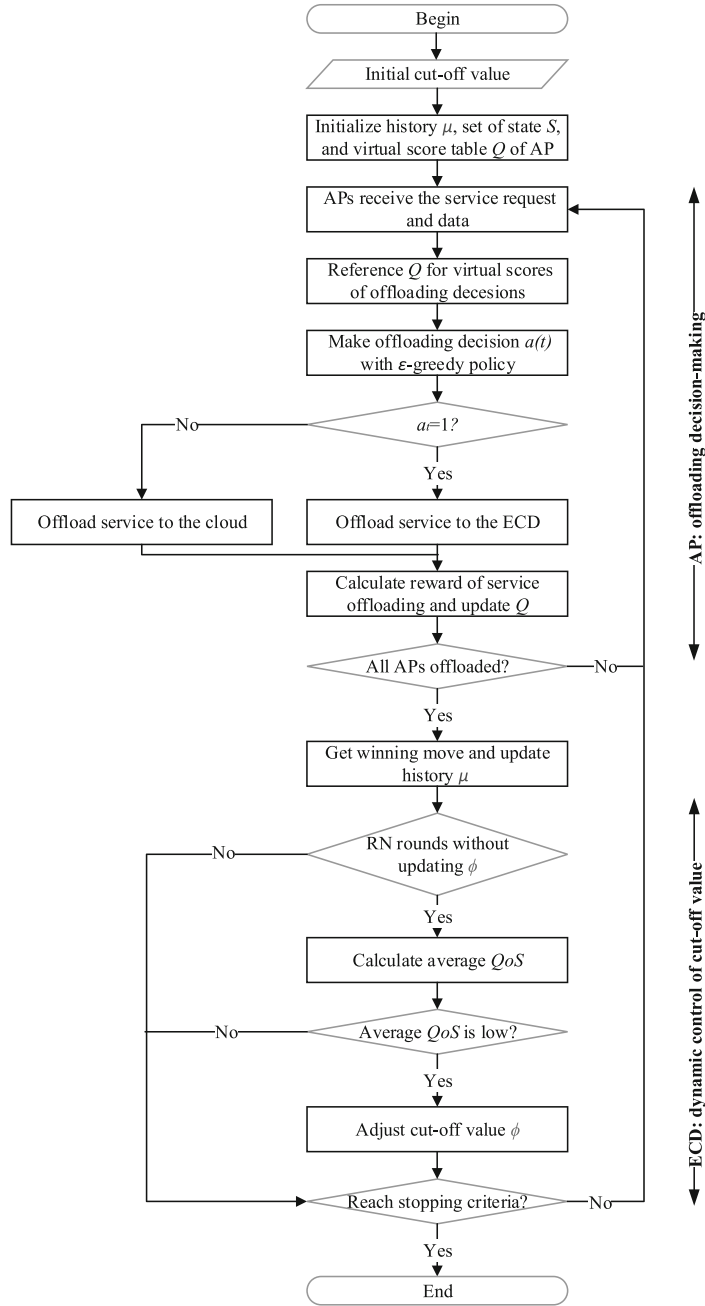 Begin
Initial cut-off value
Initialize history μ, set of state S,
and virtual score table Q of AP
APs receive the service request
and data
Reference Q for virtual scores
of offloading decesions
Make offloading decision a(t)
with ε-greedy policy
No
aₜ=1?
Yes
Offload service to the cloud
Offload service to the ECD
Calculate reward of service
offloading and update Q
All APs offloaded?
No
Yes
AP: offloading decision-making
Get winning move and update
history μ
No
RN rounds without
updating ϕ
Yes
Calculate average QoS
No
Average QoS is low?
Yes
Adjust cut-off value ϕ
Reach stopping criteria?
No
Yes
End
ECD: dynamic control of cut-off value